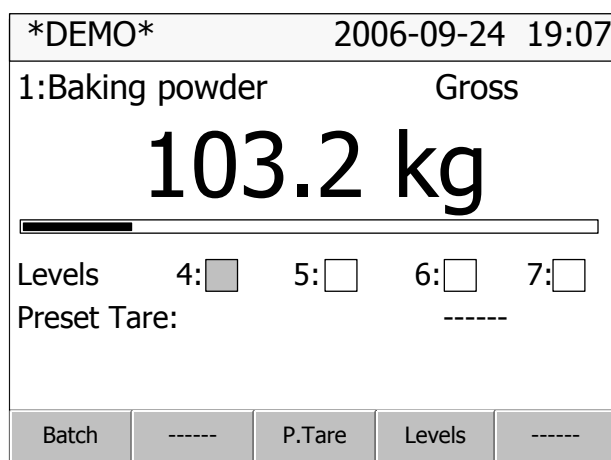 *DEMO* 2006-09-24 19:07
1:Baking powder Gross
103.2 kg
Levels 4: 5: 6: 7:
Preset Tare: ------
Batch ------ P.Tare Levels ------